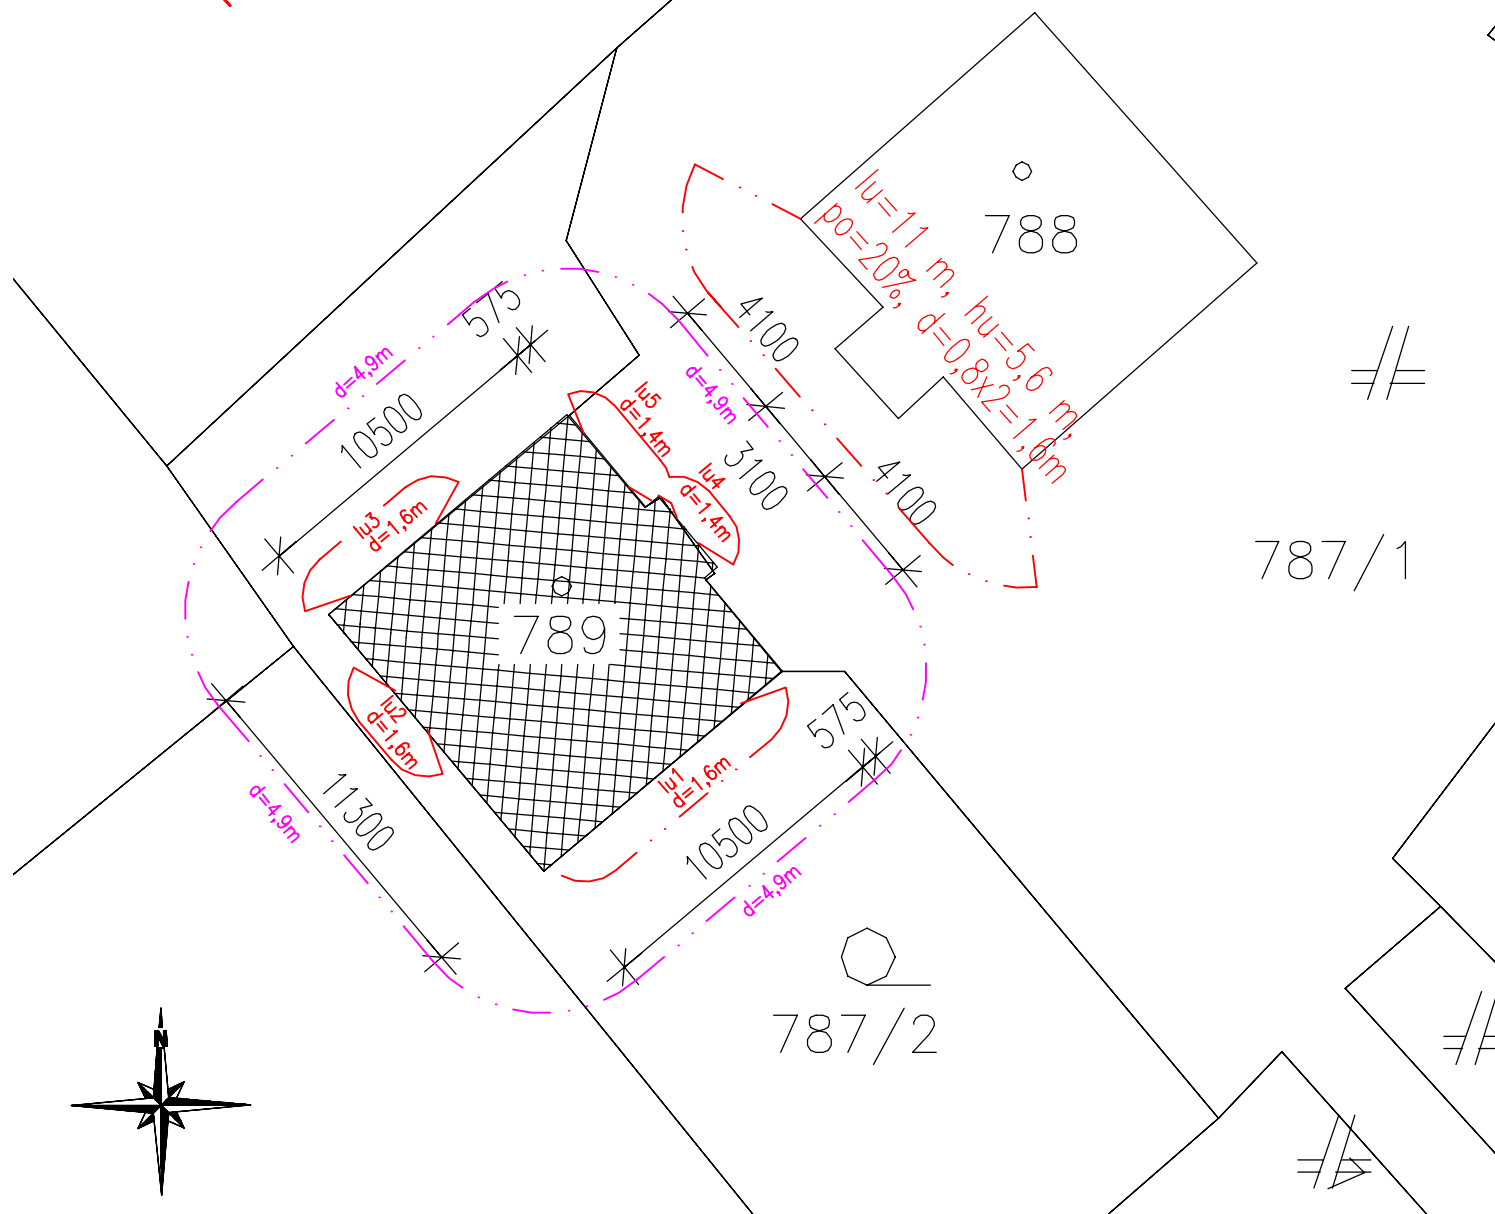 788
lu=11 m, hu=5,6 m,
po=20%, d=0,8x2=1,6m
575
4100
d=4,9m
10500
d=4,9m
lu5
d=1,4m
3100
4100
lu4
d=1,4m
lu3
d=1,6m
787/1
789
lu2
d=1,6m
575
lu1
d=1,6m
11300
d=4,9m
10500
d=4,9m
787/2
N